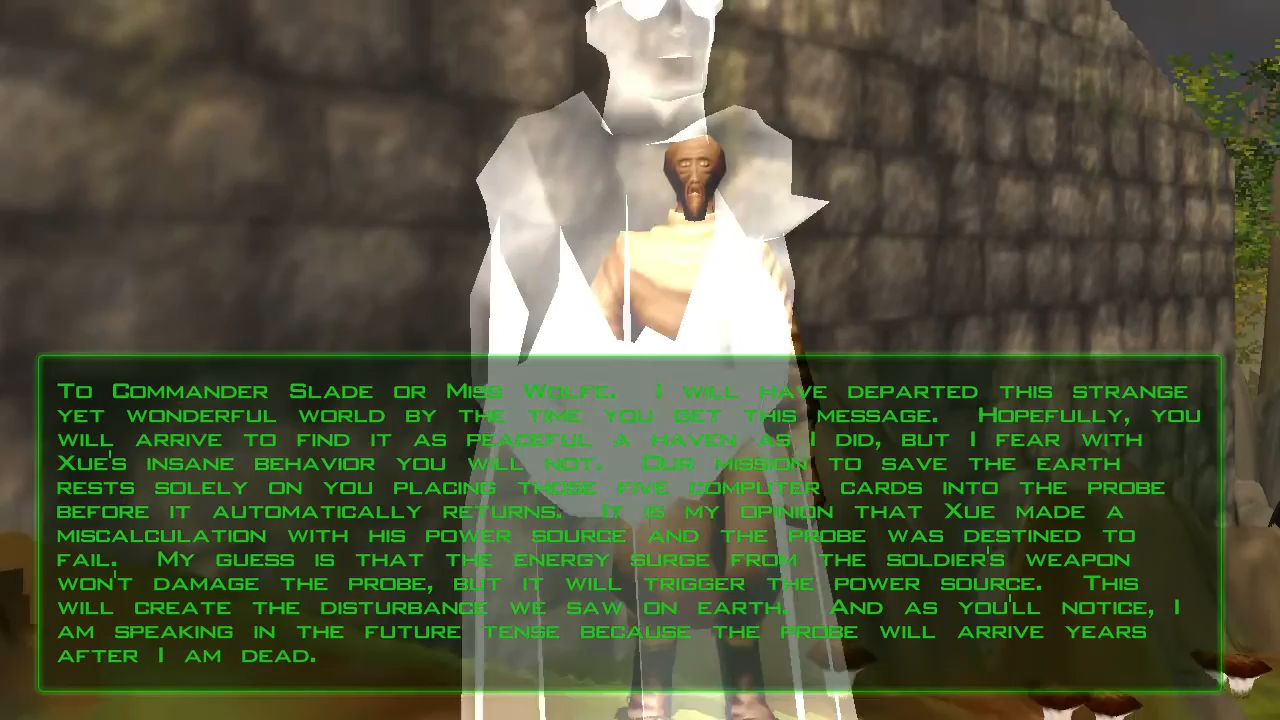 To Commander Slade or Miss Wolfe. I will have departed this strange
yet wonderful world by the time you get this message. Hopefully, you
will arrive to find it as peaceful a haven as I did, but I fear with
Xue's insane behavior you will not. Our mission to save the earth
rests solely on you placing those five computer cards into the probe
before it automatically returns. It is my opinion that Xue made a
miscalculation with his power source and the probe was destined to
fail. My guess is that the energy surge from the soldier's weapon
won't damage the probe, but it will trigger the power source. This
will create the disturbance we saw on Earth. And as you'll notice, I
am speaking in the future tense because the probe will arrive years
after I am dead.